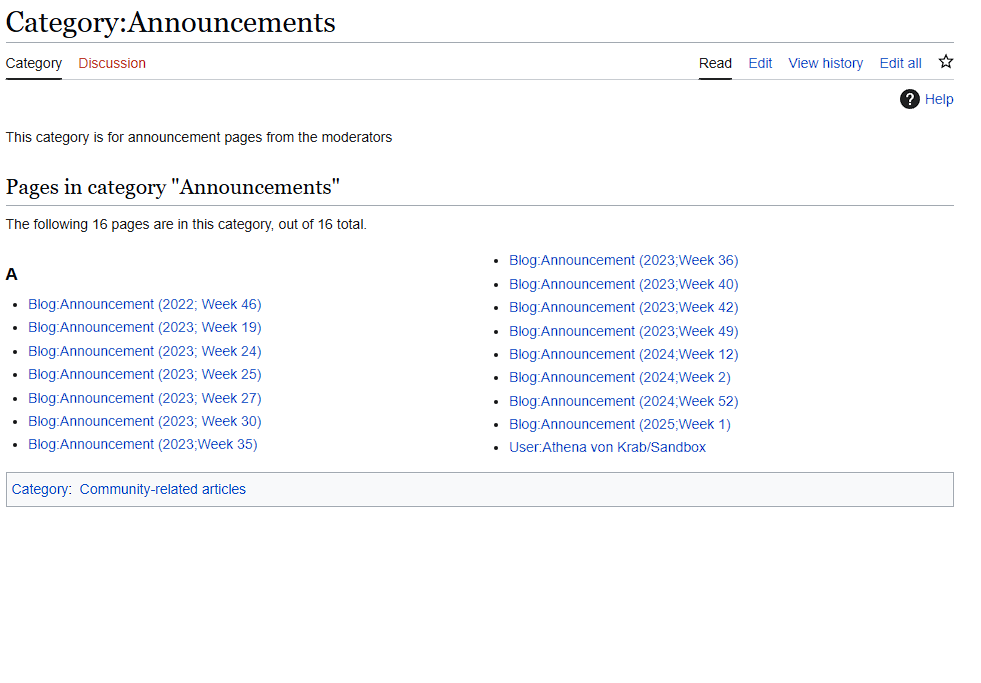 Category:Announcements
Category Discussion Read Edit View history Edit all
? Help
This category is for announcement pages from the moderators
Pages in category "Announcements"
The following 16 pages are in this category, out of 16 total.
A
Blog:Announcement (2022; Week 46)
Blog:Announcement (2023; Week 19)
Blog:Announcement (2023; Week 24)
Blog:Announcement (2023; Week 25)
Blog:Announcement (2023; Week 27)
Blog:Announcement (2023; Week 30)
Blog:Announcement (2023;Week 35)
Blog:Announcement (2023;Week 36)
Blog:Announcement (2023;Week 40)
Blog:Announcement (2023;Week 42)
Blog:Announcement (2023;Week 49)
Blog:Announcement (2024;Week 12)
Blog:Announcement (2024;Week 2)
Blog:Announcement (2024;Week 52)
Blog:Announcement (2025;Week 1)
User:Athena von Krab/Sandbox
Category: Community-related articles